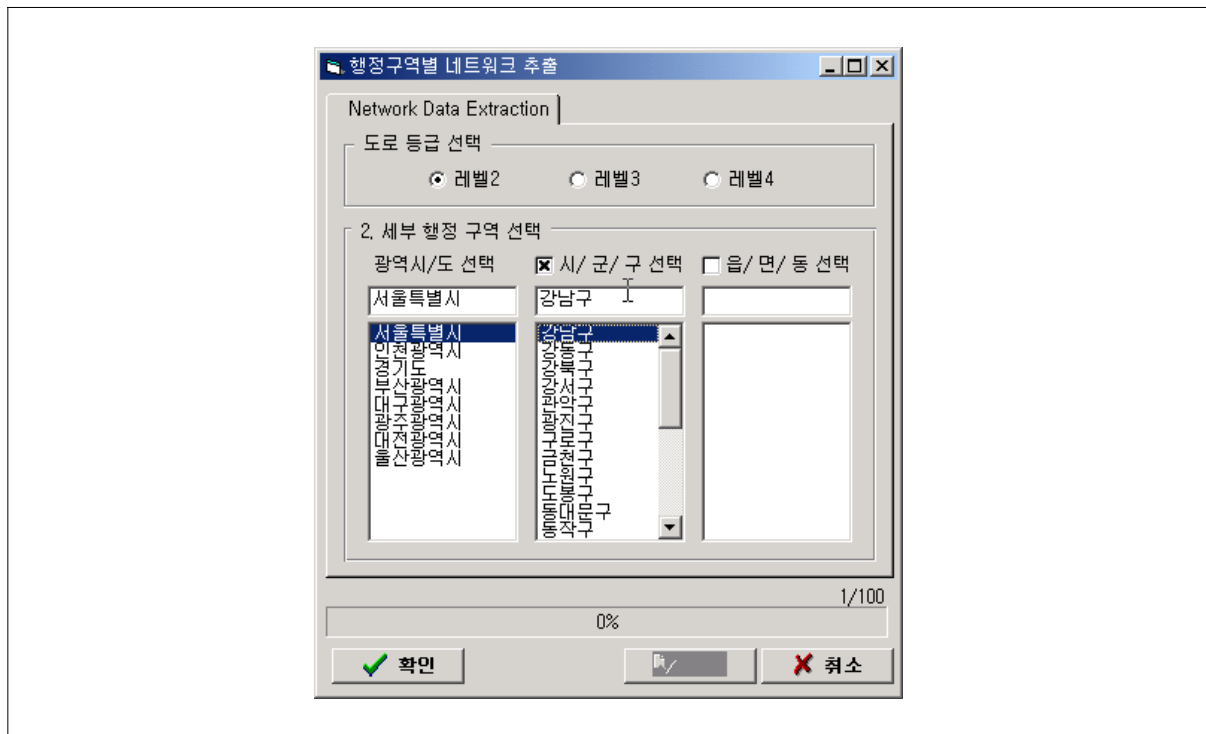 행정구역별 네트워크 추출
Network Data Extraction
도로 등급 선택
레벨2 레벨3 레벨4
2. 세부 행정 구역 선택
광역시/도 선택 시/ 군/ 구 선택 읍/ 면/ 동 선택
서울특별시 강남구
서울특별시
인천광역시
경기도
부산광역시
대구광역시
광주광역시
대전광역시
울산광역시
강남구
강동구
강북구
강서구
관악구
광진구
구로구
금천구
노원구
도봉구
동대문구
동작구
1/100
0%
확인 취소